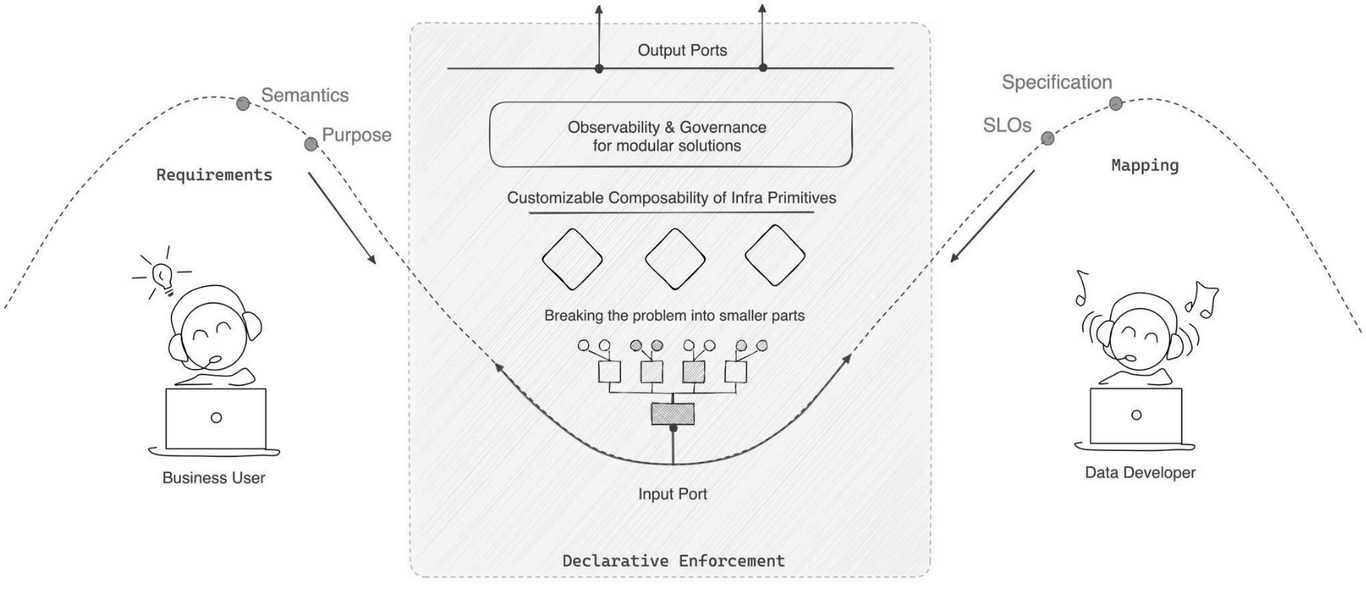 Output Ports
Semantics
Purpose
Requirements
Business User
Observability & Governance
for modular solutions
Customizable Composability of Infra Primitives
Breaking the problem into smaller parts
Input Port
Declarative Enforcement
Specification
SLOs
Mapping
Data Developer